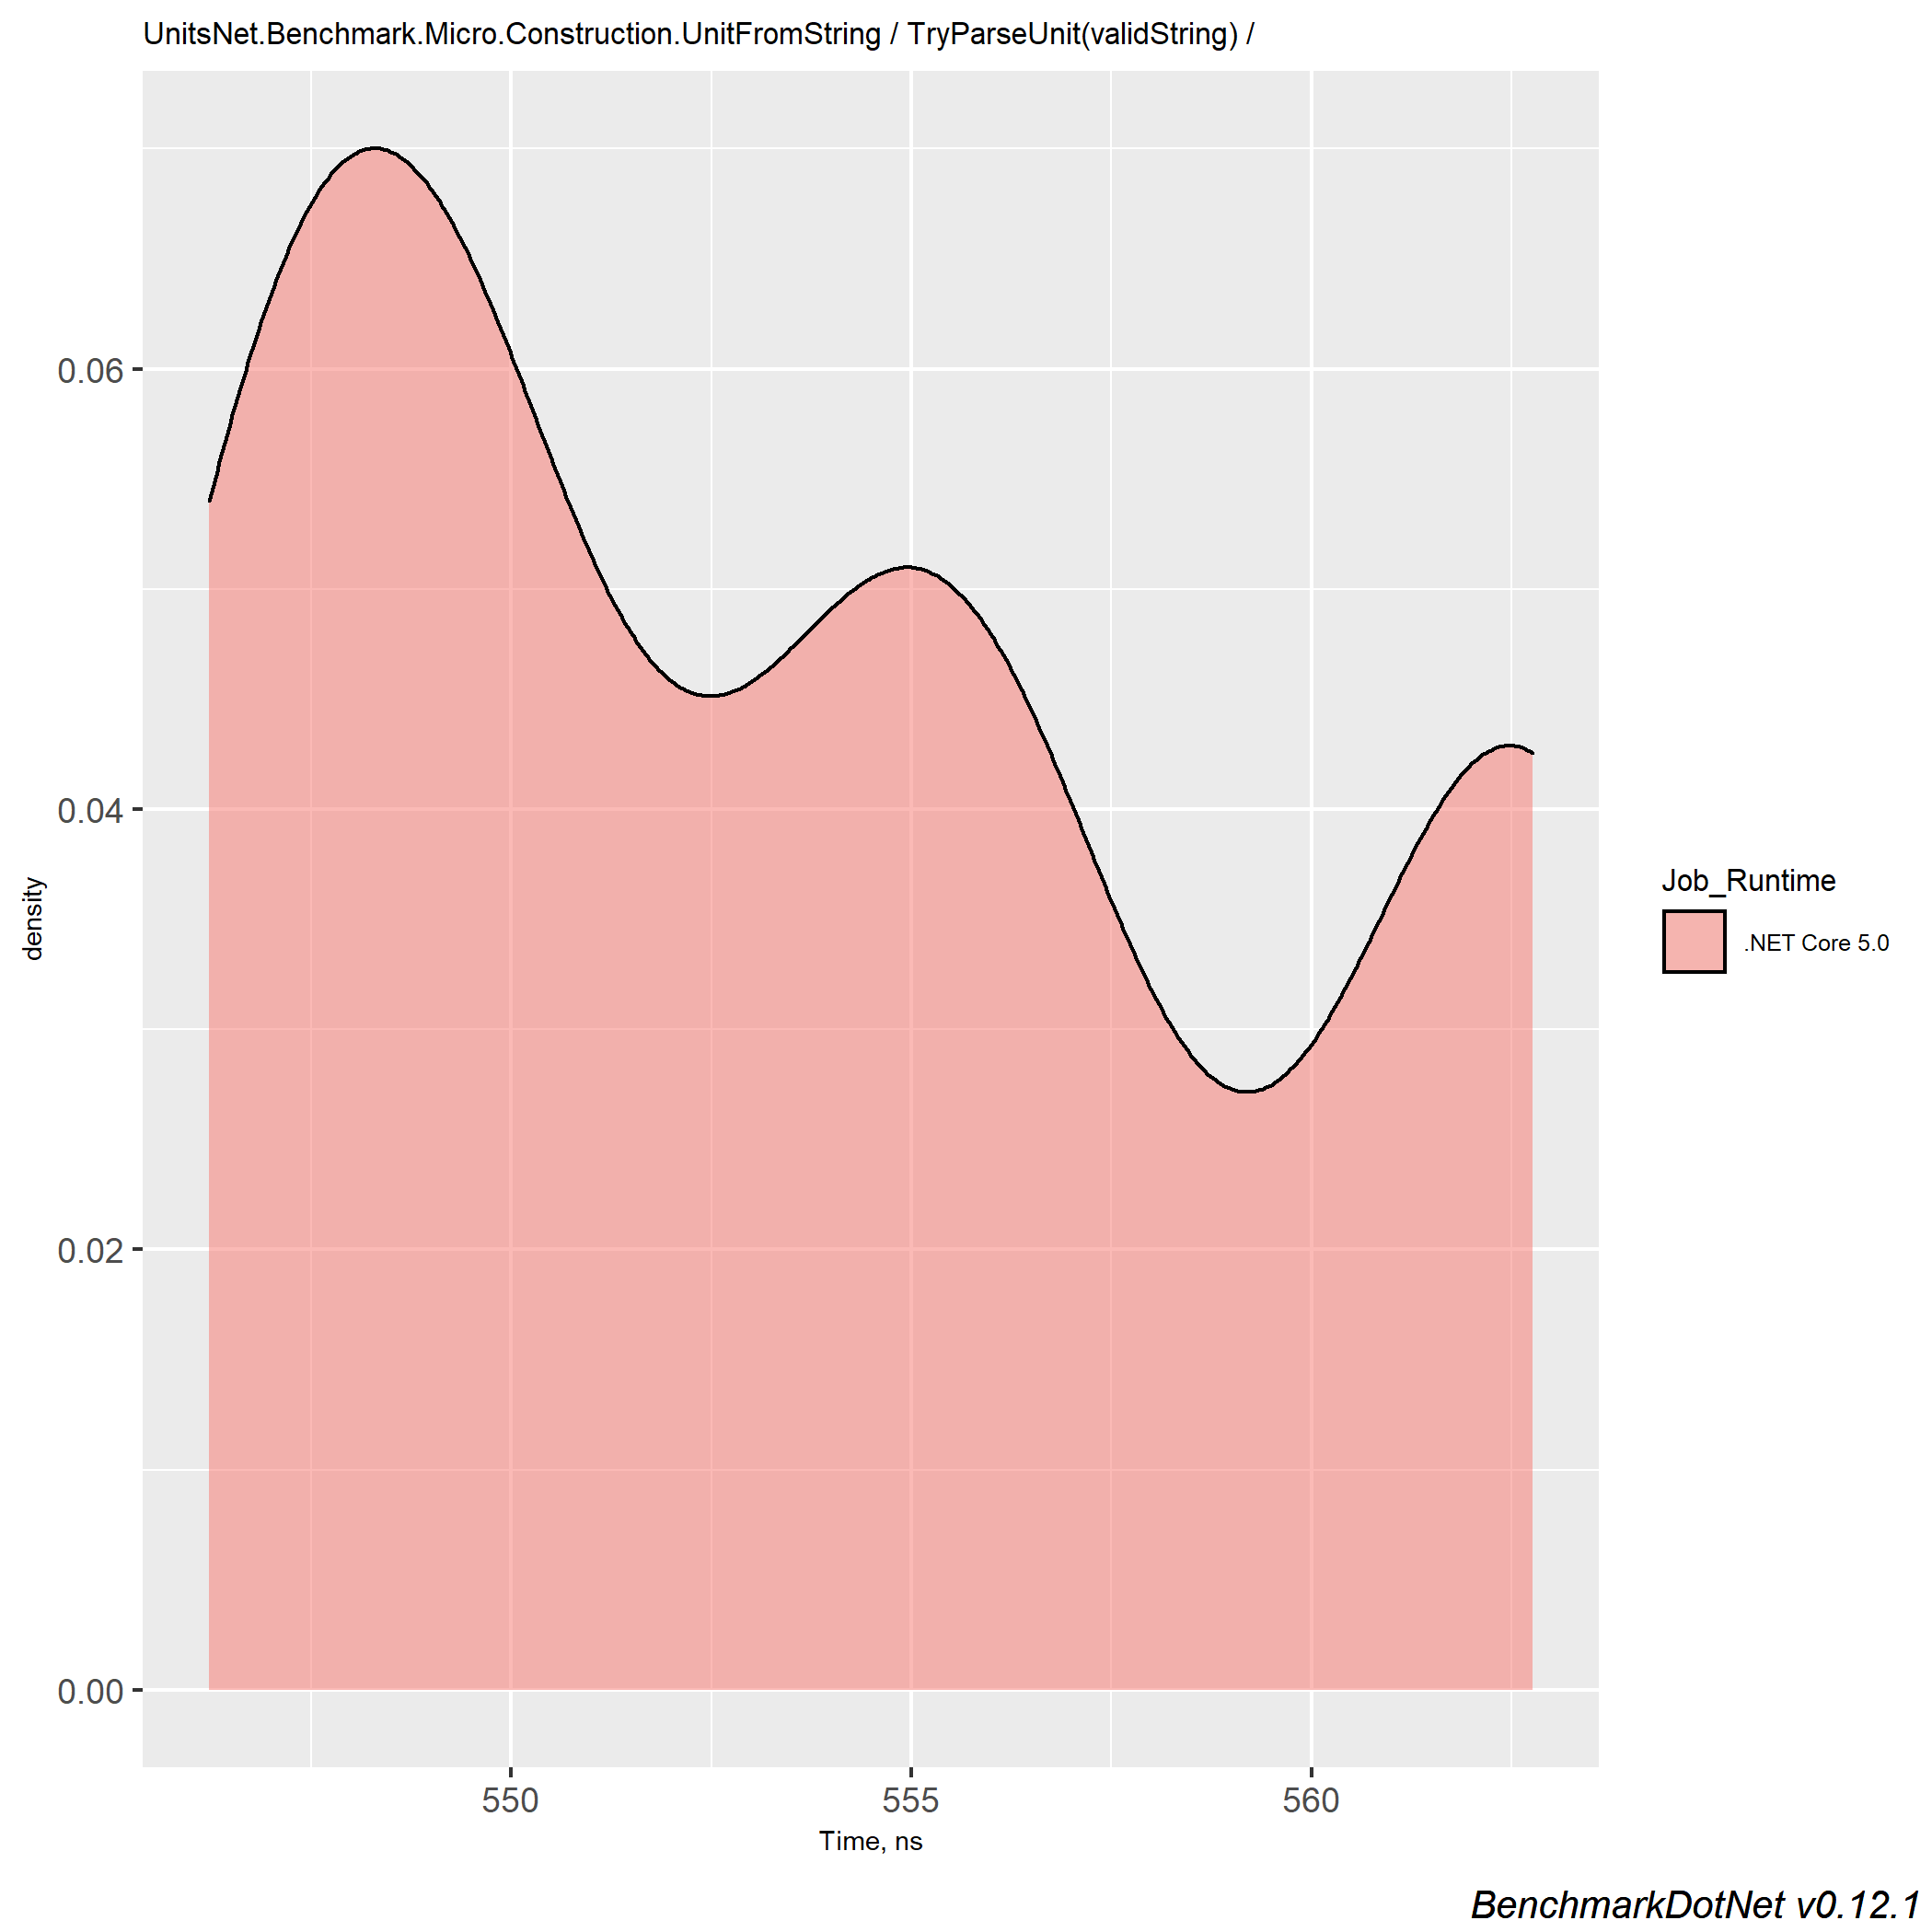 UnitsNet.Benchmark.Micro.Construction.UnitFromString / TryParseUnit(validString) /
0.06
0.04
0.02
0.00
density
550 555 560
Time, ns
Job_Runtime
.NET Core 5.0
BenchmarkDotNet v0.12.1